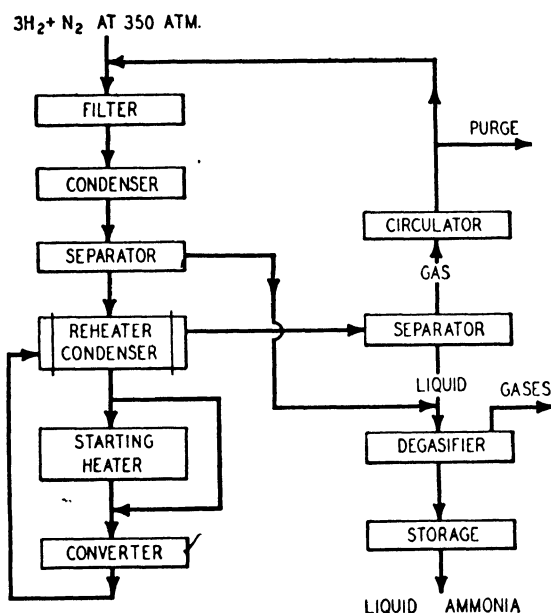 3H₂+ N₂ AT 350 ATM.
FILTER
PURGE
CONDENSER
CIRCULATOR
SEPARATOR
GAS
REHEATER
CONDENSER
SEPARATOR
LIQUID
GASES
STARTING
HEATER
DEGASIFIER
STORAGE
CONVERTER
LIQUID AMMONIA